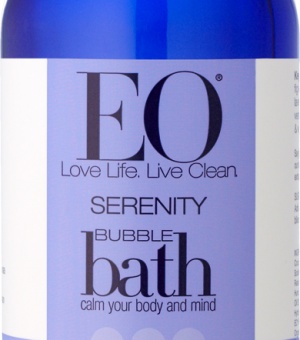 EO®
Love Life. Live Clean.
SERENITY
BUBBLE
bath
calm your body and mind